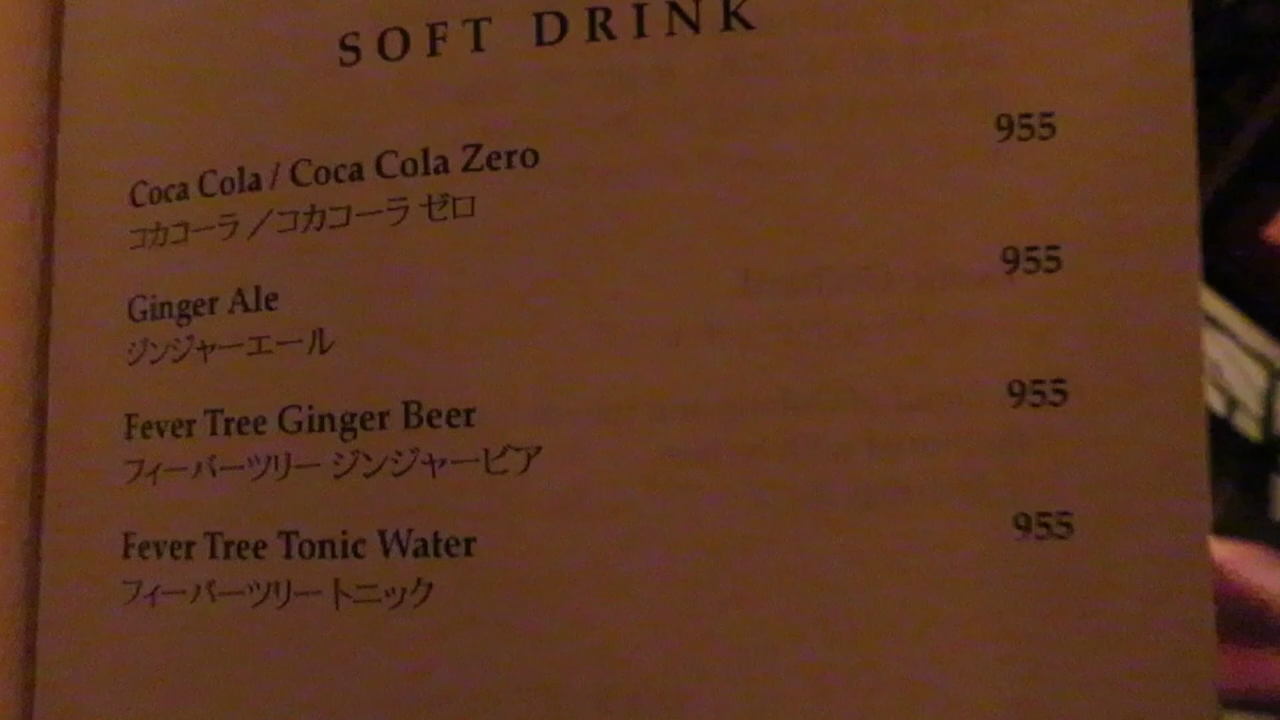 SOFT DRINK
Coca Cola / Coca Cola Zero 955
コカコーラ ／コカコーラ ゼロ
Ginger Ale 955
ジンジャーエール
Fever Tree Ginger Beer 955
フィーバーツリー ジンジャービア
Fever Tree Tonic Water 955
フィーバーツリー トニック